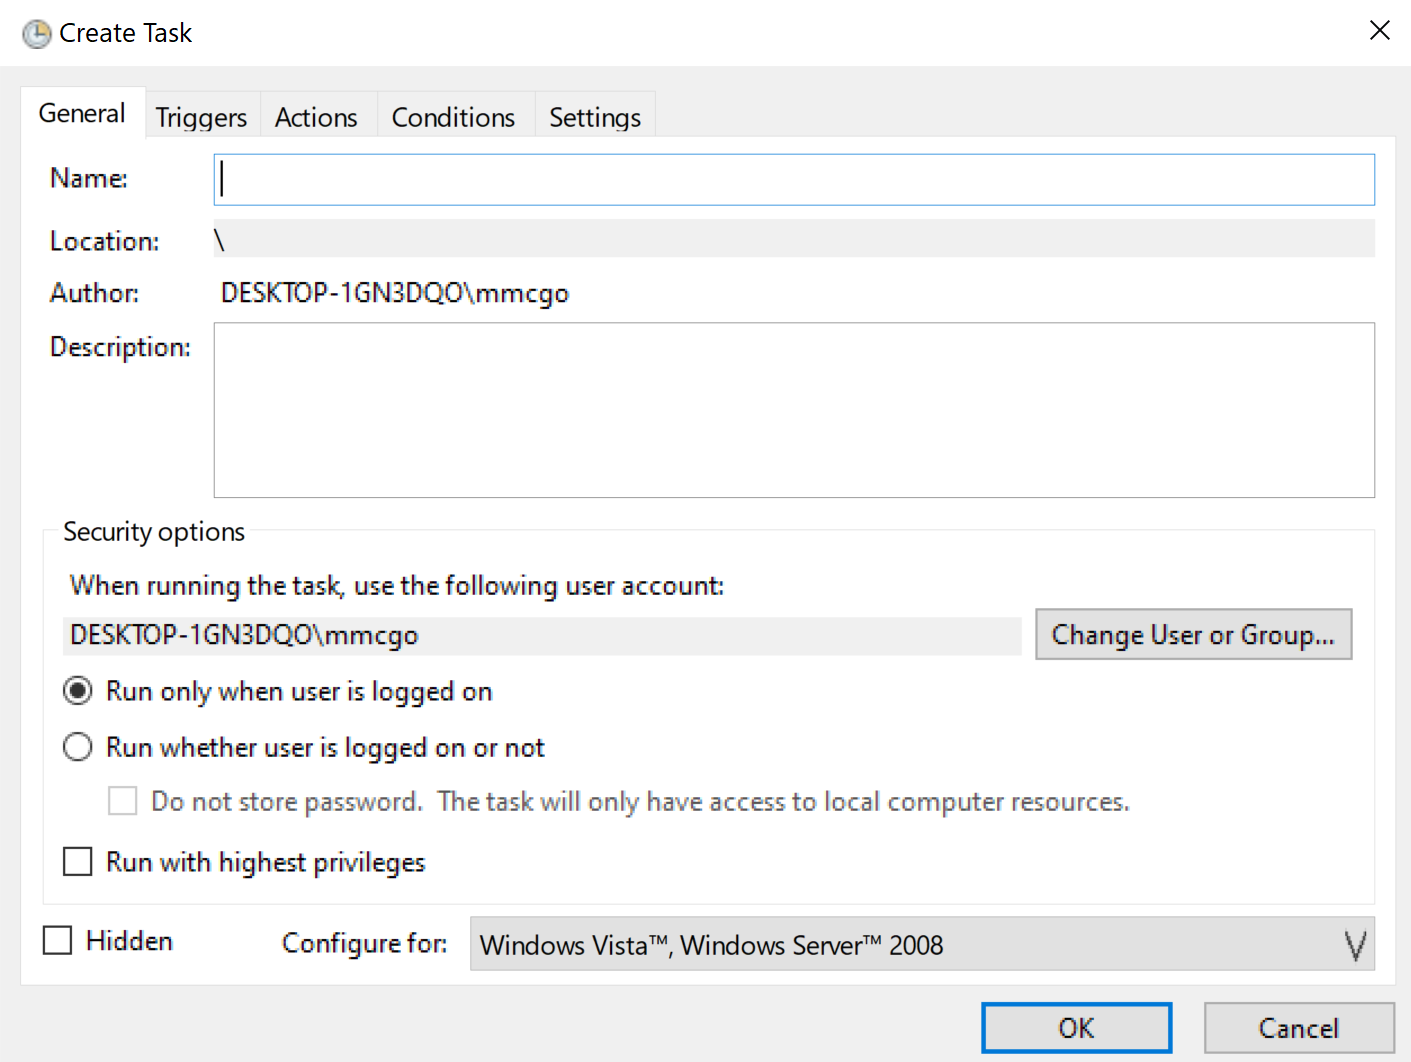 Create Task
General Triggers Actions Conditions Settings
Name:
Location: \
Author: DESKTOP-1GN3DQO\mmcgo
Description:
Security options
When running the task, use the following user account:
DESKTOP-1GN3DQO\mmcgo Change User or Group...
Run only when user is logged on
Run whether user is logged on or not
Do not store password.  The task will only have access to local computer resources.
Run with highest privileges
Hidden Configure for: Windows Vista™, Windows Server™ 2008
OK Cancel